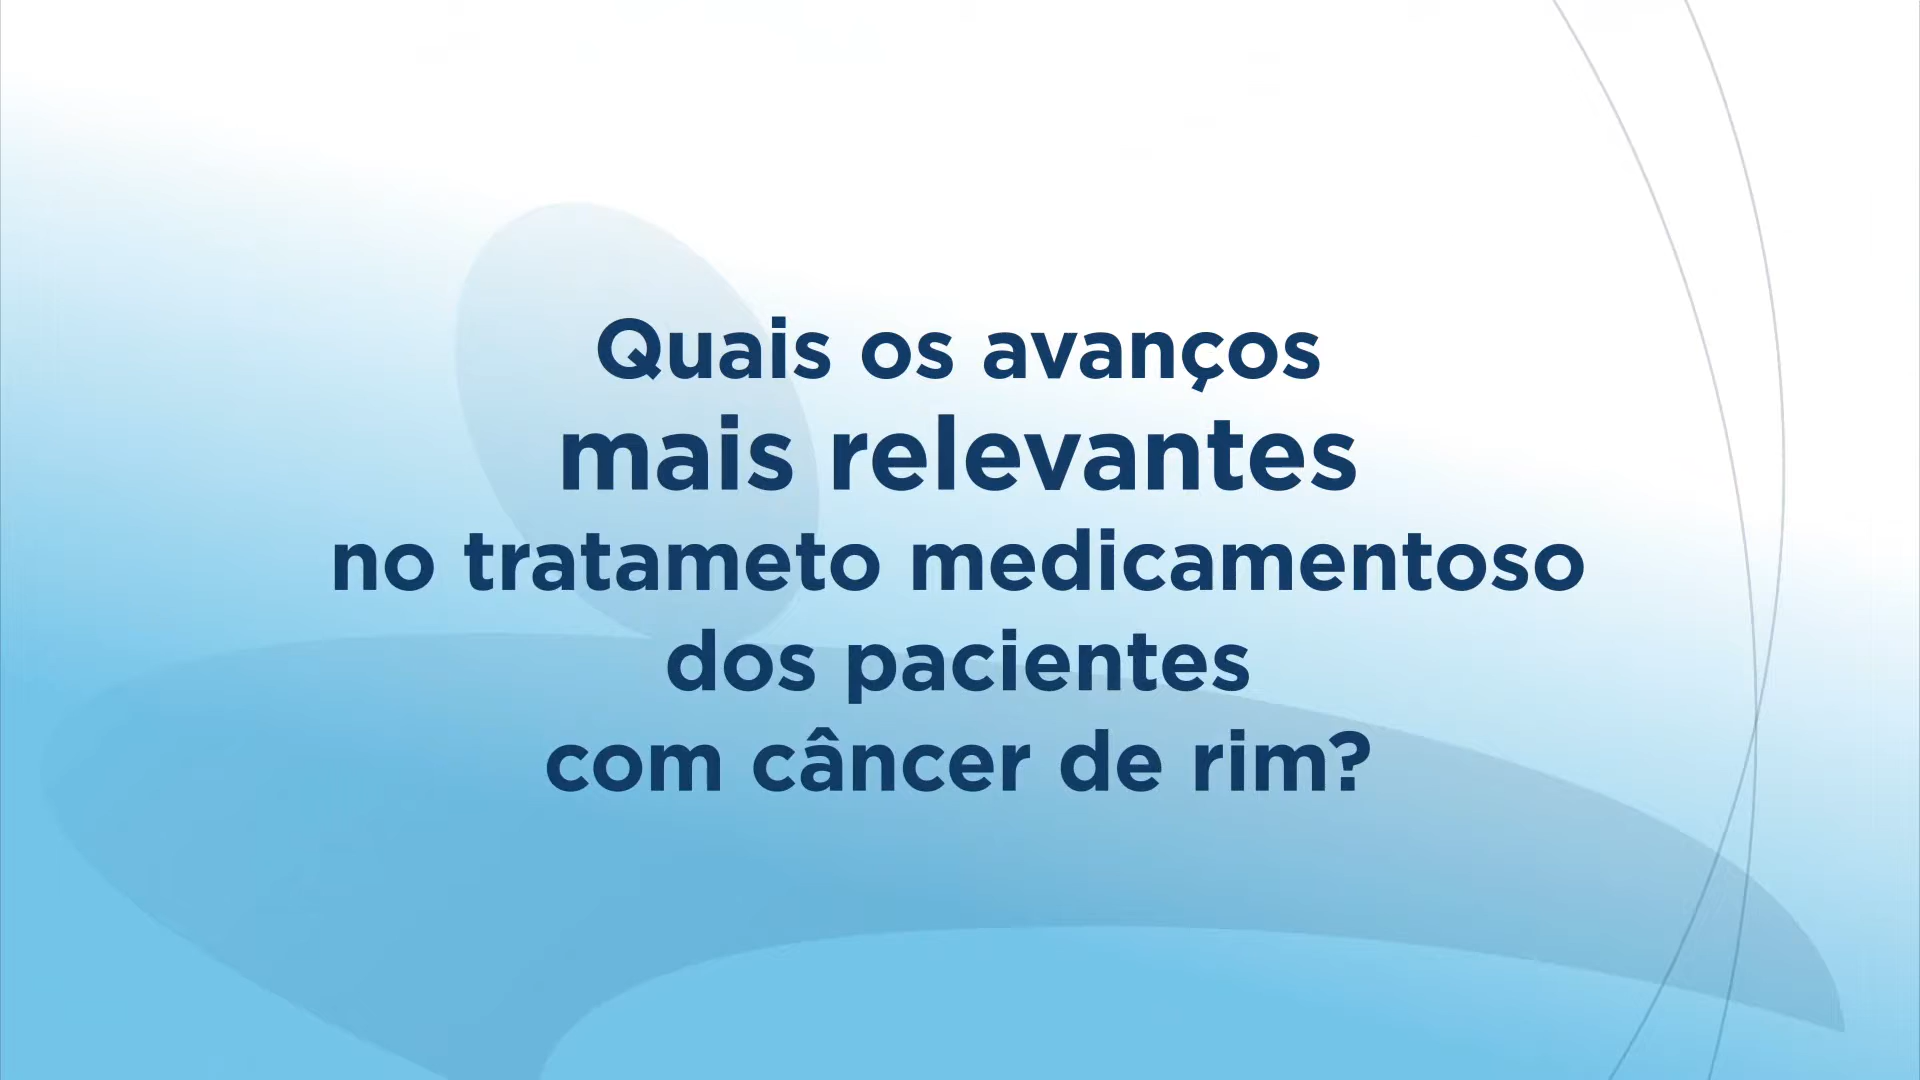 Quais os avanços
mais relevantes
no tratameto medicamentoso
dos pacientes
com câncer de rim?